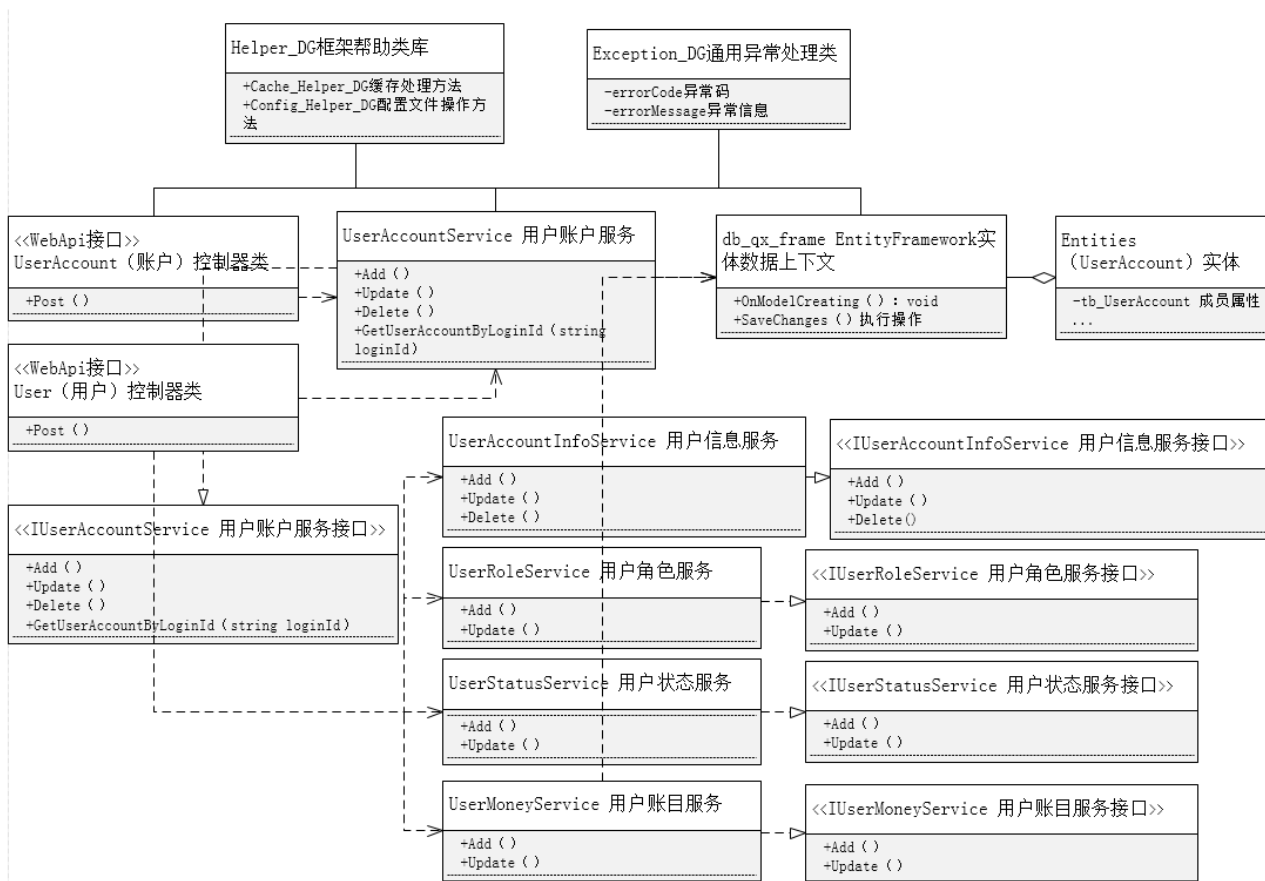 Helper_DG框架帮助类库
+Cache_Helper_DG缓存处理方法
+Config_Helper_DG配置文件操作方
法
Exception_DG通用异常处理类
-errorCode异常码
-errorMessage异常信息
<<WebApi接口>>
UserAccount（账户）控制器类
+Post()
UserAccountService 用户账户服务
+Add()
+Update()
+Delete()
+GetUserAccountByLoginId(string
loginId)
db_qx_frame EntityFramework实
体数据上下文
+OnModelCreating():void
+SaveChanges()执行操作
Entities
（UserAccount）实体
-tb_UserAccount 成员属性
...
<<WebApi接口>>
User（用户）控制器类
+Post()
UserAccountInfoService 用户信息服务
+Add()
+Update()
+Delete()
<<IUserAccountInfoService 用户信息服务接口>>
+Add()
+Update()
+Delete()
<<IUserAccountService 用户账户服务接口>>
+Add()
+Update()
+Delete()
+GetUserAccountByLoginId(string loginId)
UserRoleService 用户角色服务
+Add()
+Update()
<<IUserRoleService 用户角色服务接口>>
+Add()
+Update()
UserStatusService 用户状态服务
+Add()
+Update()
<<IUserStatusService 用户状态服务接口>>
+Add()
+Update()
UserMoneyService 用户账目服务
+Add()
+Update()
<<IUserMoneyService 用户账目服务接口>>
+Add()
+Update()